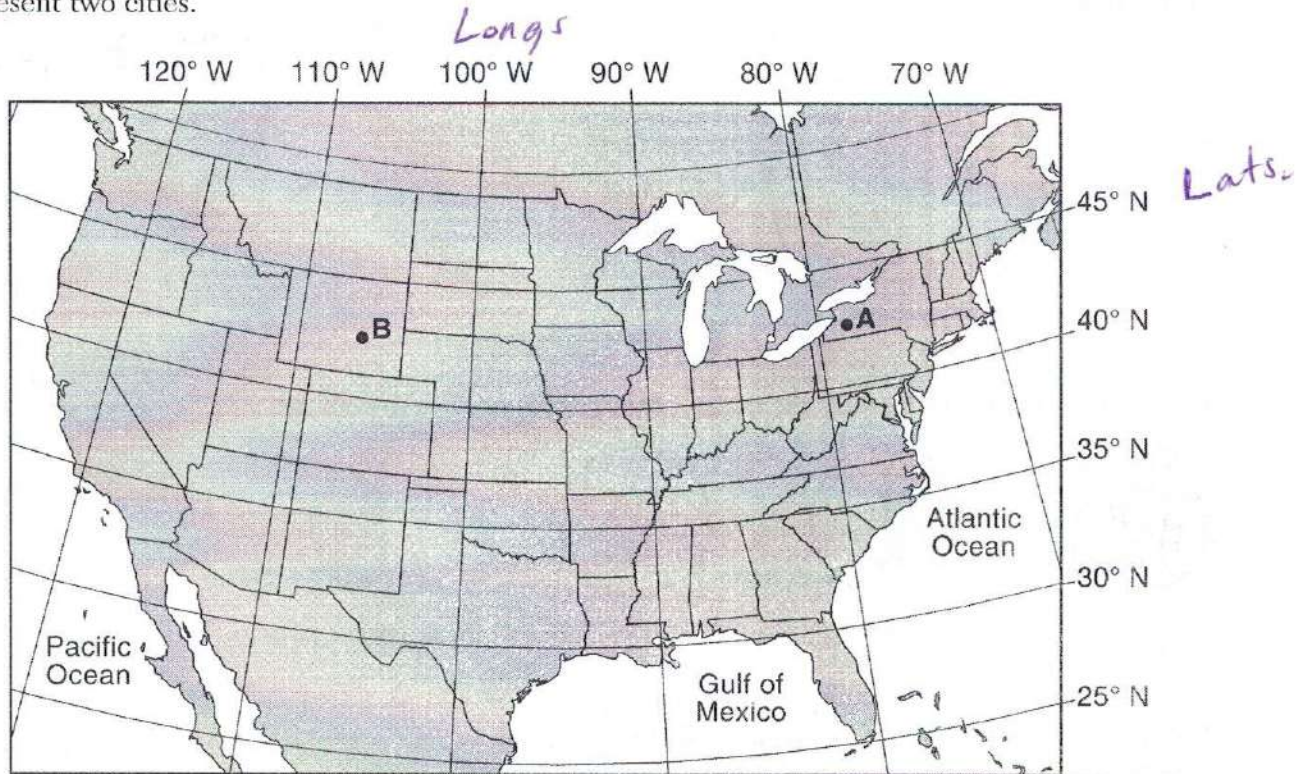 esent two cities.
Longs
120° W 110° W 100° W 90° W 80° W 70° W
Lats.
45° N
B
A
40° N
35° N
Atlantic
Ocean
30° N
Pacific
Ocean
Gulf of
Mexico
25° N